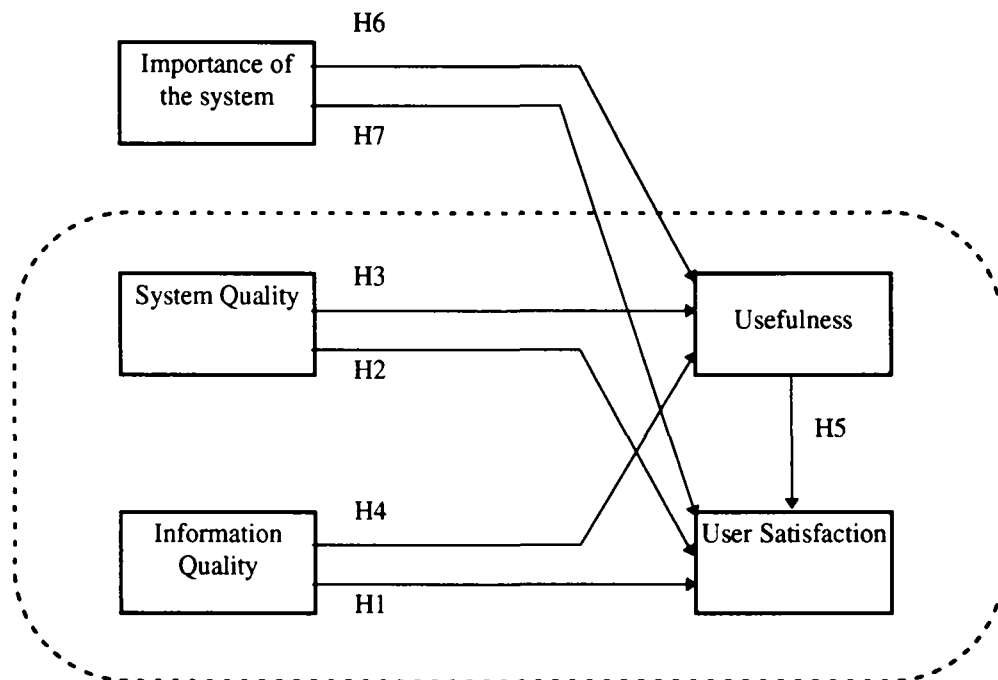 H6
Importance of
the system
H7
H3
System Quality
Usefulness
H2
H5
H4
Information
Quality
User Satisfaction
H1